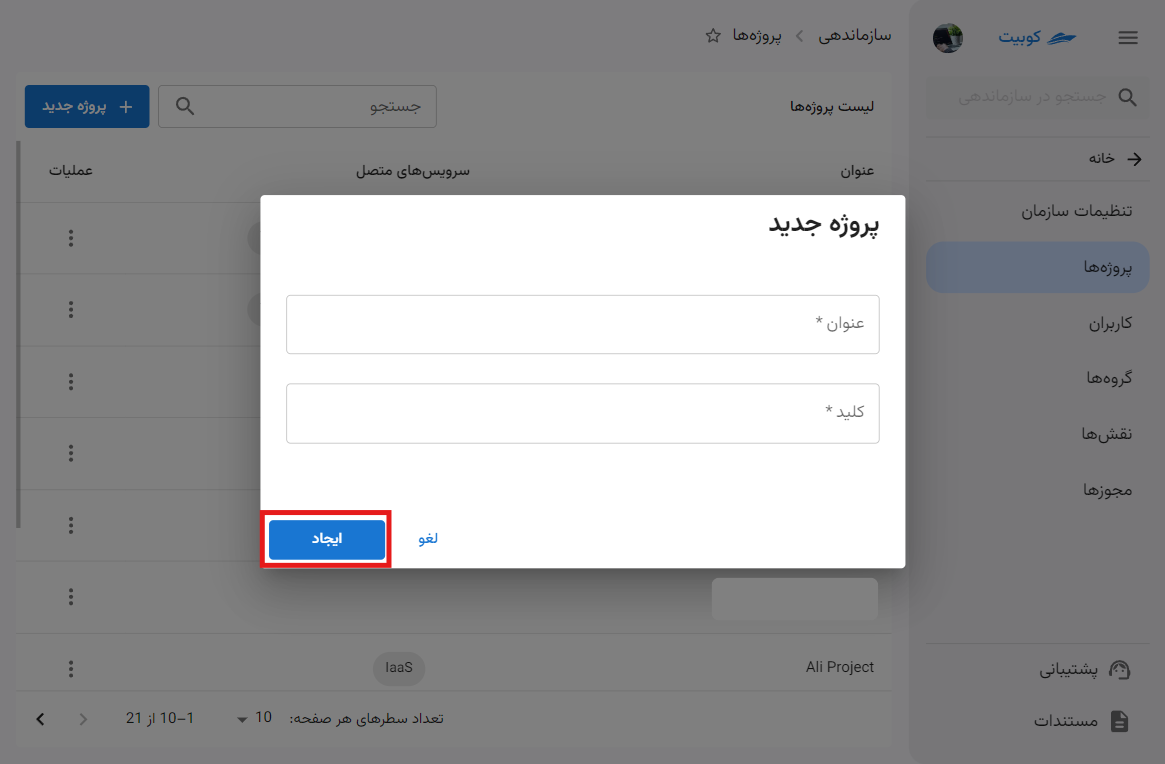 کوبیت
جستجو در سازماندهی
خانه
تنظیمات سازمان
پروژه‌ها
کاربران
گروه‌ها
نقش‌ها
مجوزها
پشتیبانی
مستندات
سازماندهی > پروژه‌ها
لیست پروژه‌ها
جستجو
پروژه جدید
عنوان سرویس‌های متصل عملیات
پروژه جدید
عنوان *
کلید *
لغو
ایجاد
Ali Project IaaS
تعداد سطرهای هر صفحه: 10 1–10 از 21